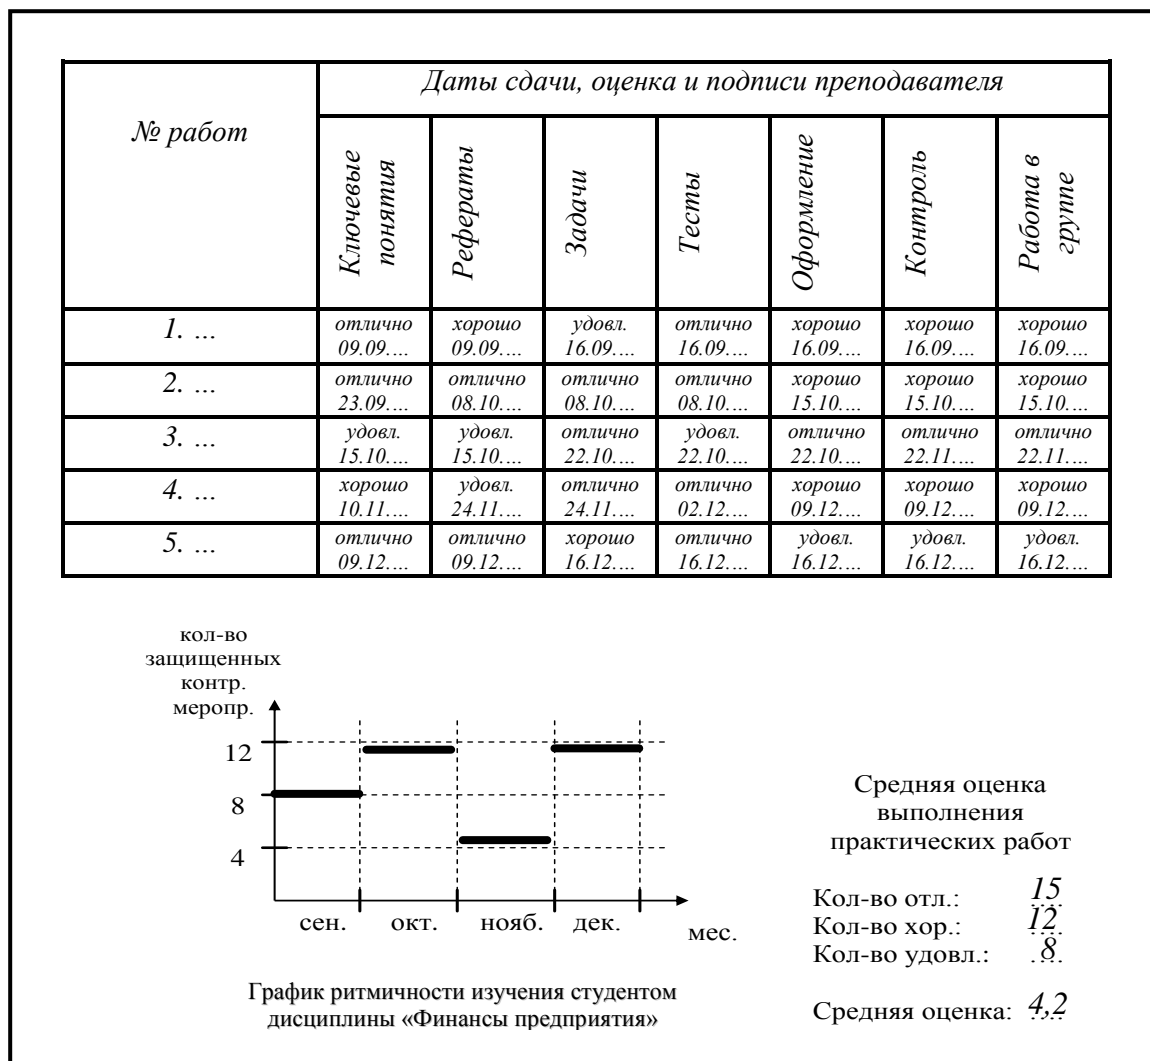 № работ
Даты сдачи, оценка и подписи преподавателя
Ключевые понятия
Рефераты
Задачи
Тесты
Оформление
Контроль
Работа в группе
1. ...
отлично хорошо удовл. отлично хорошо хорошо хорошо
09.09.... 09.09.... 16.09.... 16.09.... 16.09.... 16.09.... 16.09....
2. ...
отлично отлично отлично отлично хорошо хорошо хорошо
23.09.... 08.10.... 08.10.... 08.10.... 15.10.... 15.10.... 15.10....
3. ...
удовл. удовл. отлично удовл. отлично отлично отлично
15.10.... 15.10.... 22.10.... 22.10.... 22.10.... 22.11.... 22.11....
4. ...
хорошо удовл. отлично отлично хорошо хорошо хорошо
10.11.... 24.11.... 24.11.... 02.12.... 09.12.... 09.12.... 09.12....
5. ...
отлично отлично хорошо отлично удовл. удовл. удовл.
09.12.... 09.12.... 16.12.... 16.12.... 16.12.... 16.12.... 16.12....
кол-во
защищенных
контр.
меропр.
12
8
4
сен. окт. нояб. дек.
мес.
График ритмичности изучения студентом
дисциплины «Финансы предприятия»
Средняя оценка
выполнения
практических работ
Кол-во отл.: 15
Кол-во хор.: 12
Кол-во удовл.: 8
Средняя оценка: 4,2